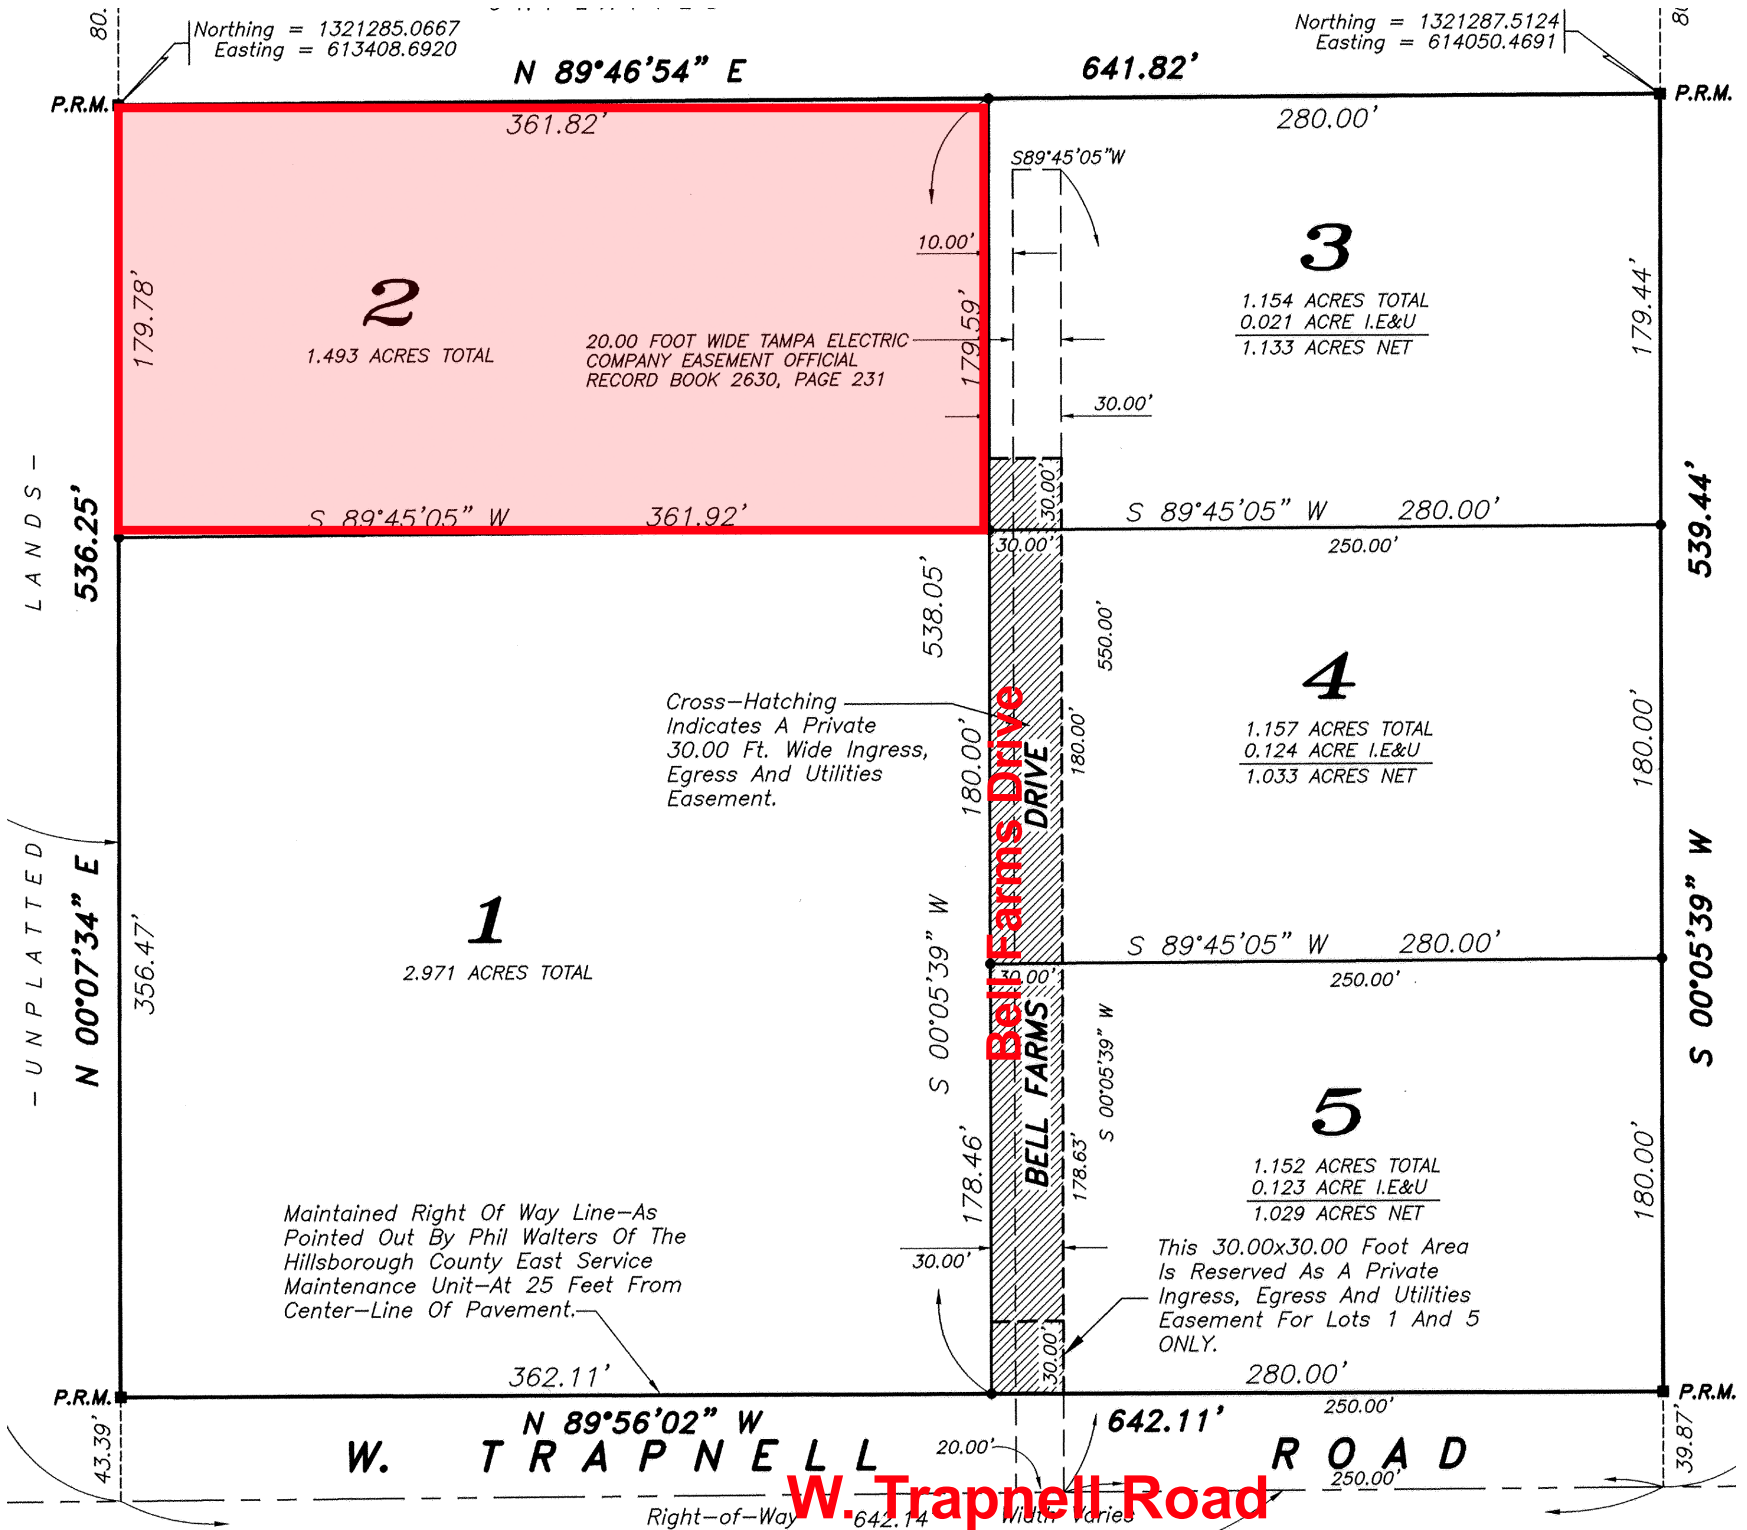 80.
Northing = 1321285.0667
Easting = 613408.6920
Northing = 1321287.5124
Easting = 614050.4691
N 89°46'54" E
641.82'
P.R.M.
P.R.M.
361.82'
280.00'
S89°45'05"W
10.00'
2
1.493 ACRES TOTAL
179.78'
20.00 FOOT WIDE TAMPA ELECTRIC
COMPANY EASEMENT OFFICIAL
RECORD BOOK 2630, PAGE 231
179.59'
3
1.154 ACRES TOTAL
0.021 ACRE I.E&U
1.133 ACRES NET
179.44'
30.00'
30.00'
S 89°45'05" W
361.92'
S 89°45'05" W
280.00'
30.00'
250.00'
-UNPLATTED
LANDS-
536.25'
N 00°07'34" E
539.44'
S 00°05'39" W
538.05'
S 00°05'39" W
550.00'
S 00°05'39" W
Cross-Hatching
Indicates A Private
30.00 Ft. Wide Ingress,
Egress And Utilities
Easement.
180.00'
180.00'
Bell Farms Drive
BELL FARMS DRIVE
4
1.157 ACRES TOTAL
0.124 ACRE I.E&U
1.033 ACRES NET
180.00'
1
2.971 ACRES TOTAL
356.47'
S 89°45'05" W
280.00'
30.00'
250.00'
178.46'
178.63'
5
1.152 ACRES TOTAL
0.123 ACRE I.E&U
1.029 ACRES NET
180.00'
Maintained Right Of Way Line-As
Pointed Out By Phil Walters Of The
Hillsborough County East Service
Maintenance Unit-At 25 Feet From
Center-Line Of Pavement.
30.00'
This 30.00x30.00 Foot Area
Is Reserved As A Private
Ingress, Egress And Utilities
Easement For Lots 1 And 5
ONLY.
30.00'
362.11'
280.00'
P.R.M.
P.R.M.
250.00'
N 89°56'02" W
642.11'
43.39'
39.87'
W. TRAPNELL ROAD
20.00'
250.00'
W. Trapnell Road
Right-of-Way
642.14
Width Varies